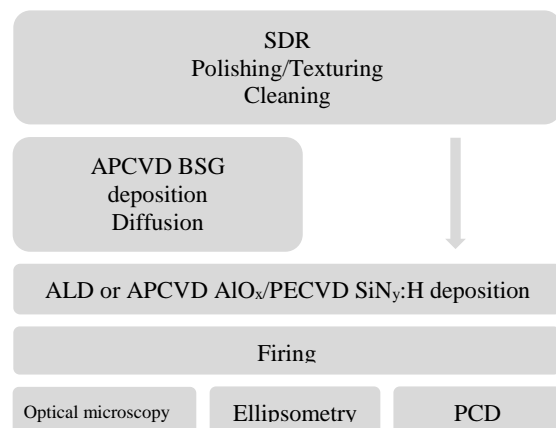 SDR
Polishing/Texturing
Cleaning
APCVD BSG
deposition
Diffusion
ALD or APCVD AlOₓ/PECVD SiNᵧ:H deposition
Firing
Optical microscopy
Ellipsometry
PCD